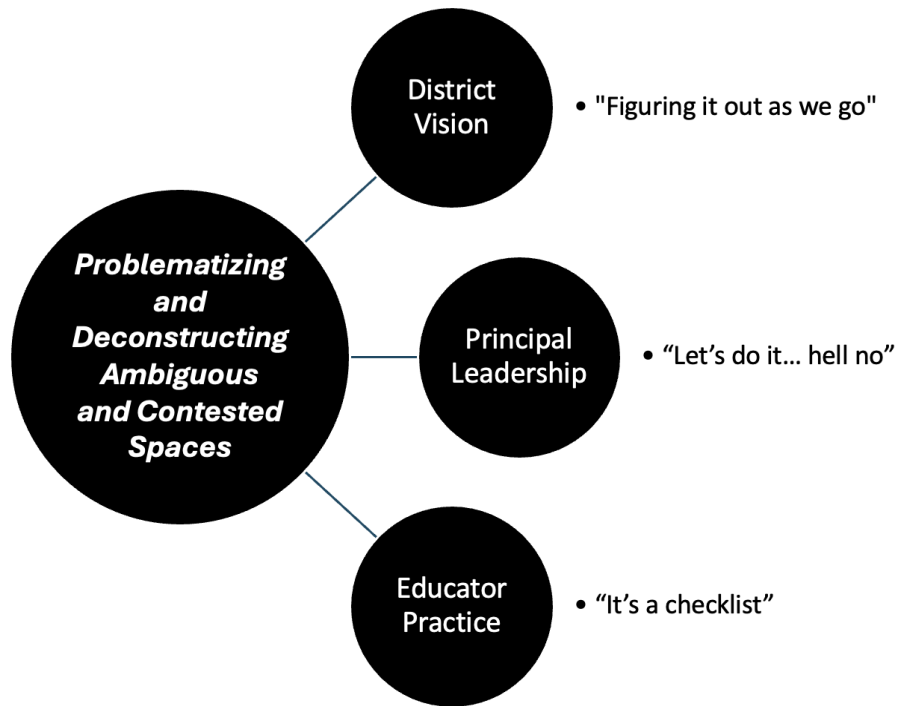 Problematizing
and
Deconstructing
Ambiguous
and Contested
Spaces
District
Vision
• "Figuring it out as we go"
Principal
Leadership
• “Let’s do it... hell no”
Educator
Practice
• “It’s a checklist”